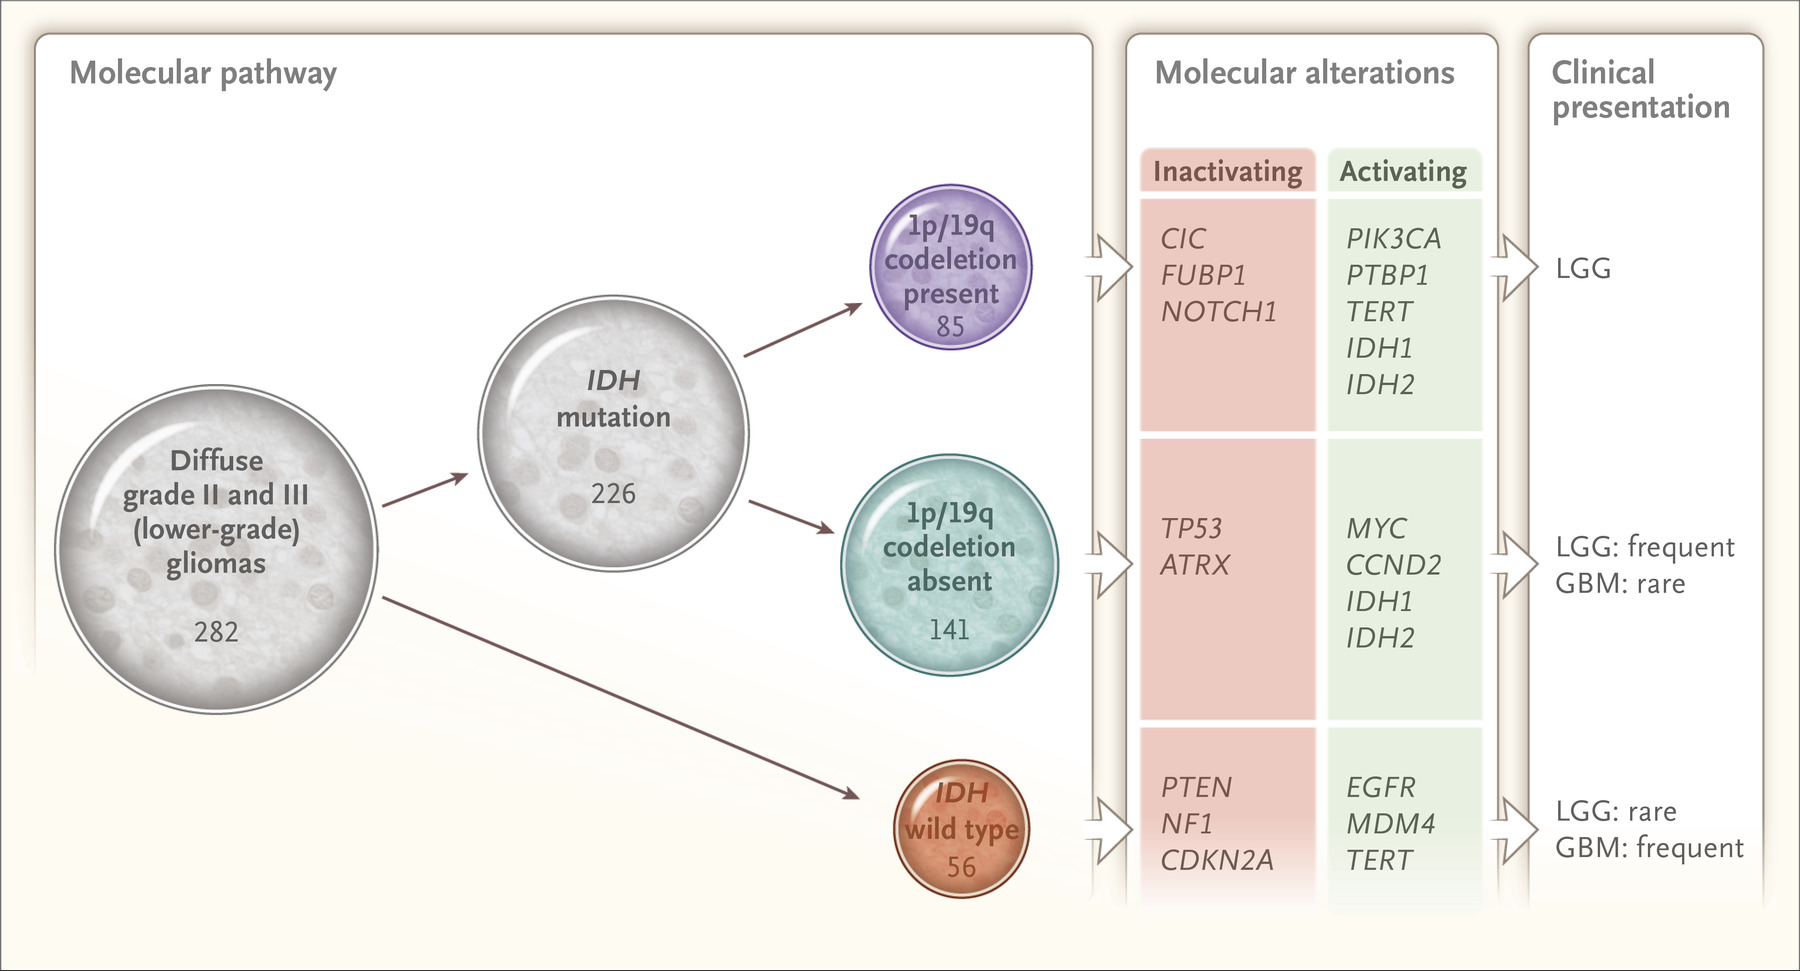 Molecular pathway
Diffuse
grade II and III
(lower-grade)
gliomas
282
IDH
mutation
226
1p/19q
codeletion
present
85
1p/19q
codeletion
absent
141
IDH
wild type
56
Molecular alterations
Inactivating
Activating
CIC
FUBP1
NOTCH1
PIK3CA
PTBP1
TERT
IDH1
IDH2
TP53
ATRX
MYC
CCND2
IDH1
IDH2
PTEN
NF1
CDKN2A
EGFR
MDM4
TERT
Clinical
presentation
LGG
LGG: frequent
GBM: rare
LGG: rare
GBM: frequent